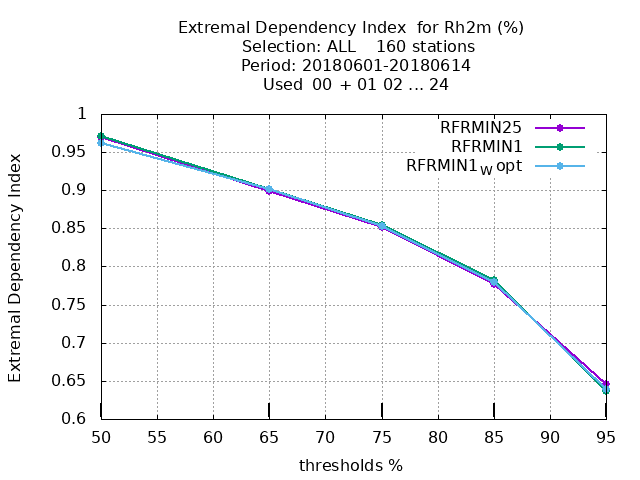 Extremal Dependency Index  for Rh2m (%)
Selection: ALL    160 stations
Period: 20180601-20180614
Used  00 + 01 02 ... 24
RFRMIN25
RFRMIN1
RFRMIN1W opt
Extremal Dependency Index
1
0.95
0.9
0.85
0.8
0.75
0.7
0.65
0.6
50 55 60 65 70 75 80 85 90 95
thresholds %